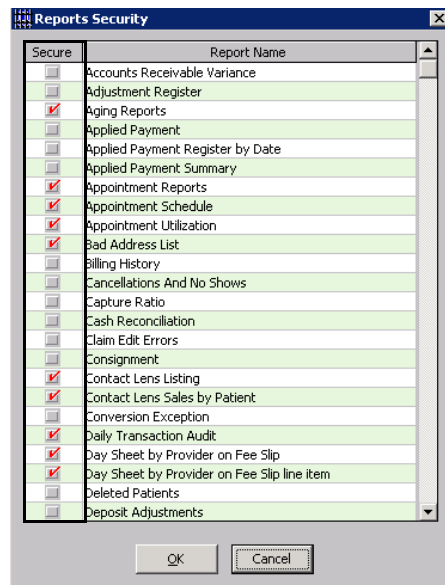 Reports Security
Secure Report Name
Accounts Receivable Variance
Adjustment Register
Aging Reports
Applied Payment
Applied Payment Register by Date
Applied Payment Summary
Appointment Reports
Appointment Schedule
Appointment Utilization
Bad Address List
Billing History
Cancellations And No Shows
Capture Ratio
Cash Reconciliation
Claim Edit Errors
Consignment
Contact Lens Listing
Contact Lens Sales by Patient
Conversion Exception
Daily Transaction Audit
Day Sheet by Provider on Fee Slip
Day Sheet by Provider on Fee Slip line item
Deleted Patients
Deposit Adjustments
OK Cancel